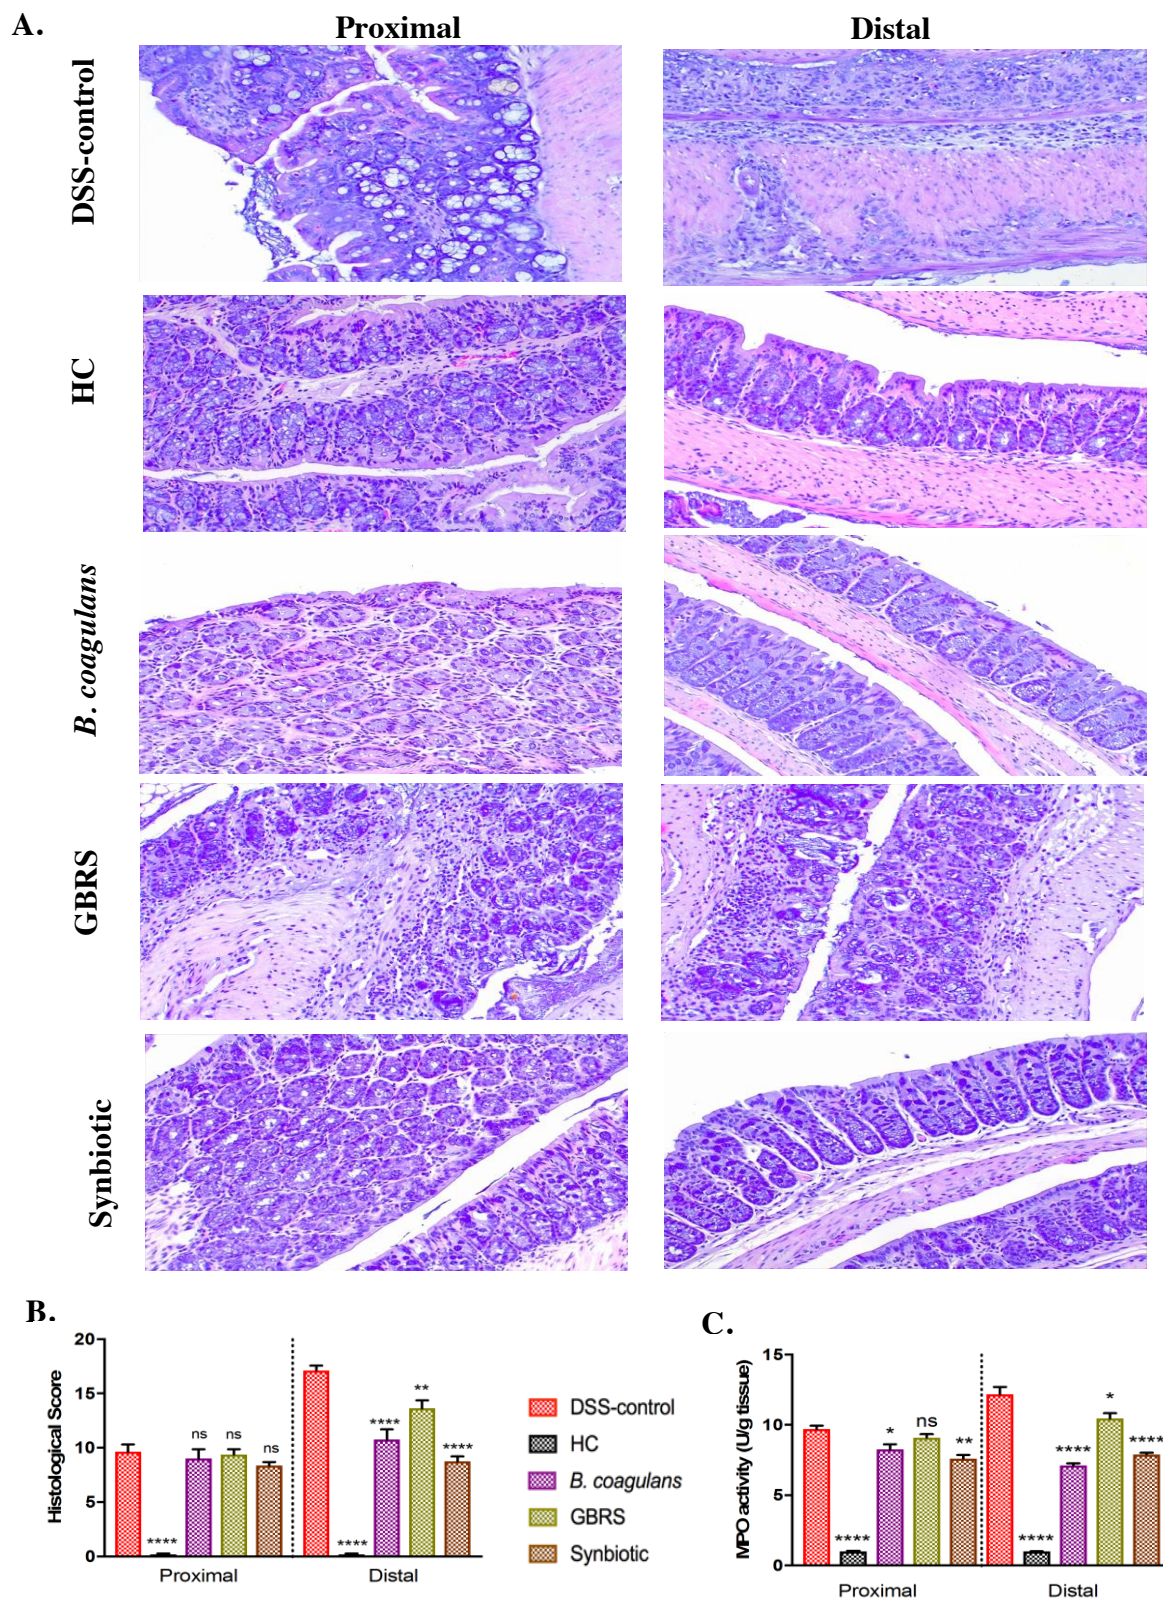 A.
Proximal
Distal
DSS-control
HC
B. coagulans
GBRS
Synbiotic
B.
Histological Score
20
15
10
5
0
****
ns
ns
ns
****
****
**
****
Proximal
Distal
DSS-control
HC
B. coagulans
GBRS
Synbiotic
C.
MPO activity (U/g tissue)
15
10
5
0
****
*
ns
**
****
****
*
****
Proximal
Distal